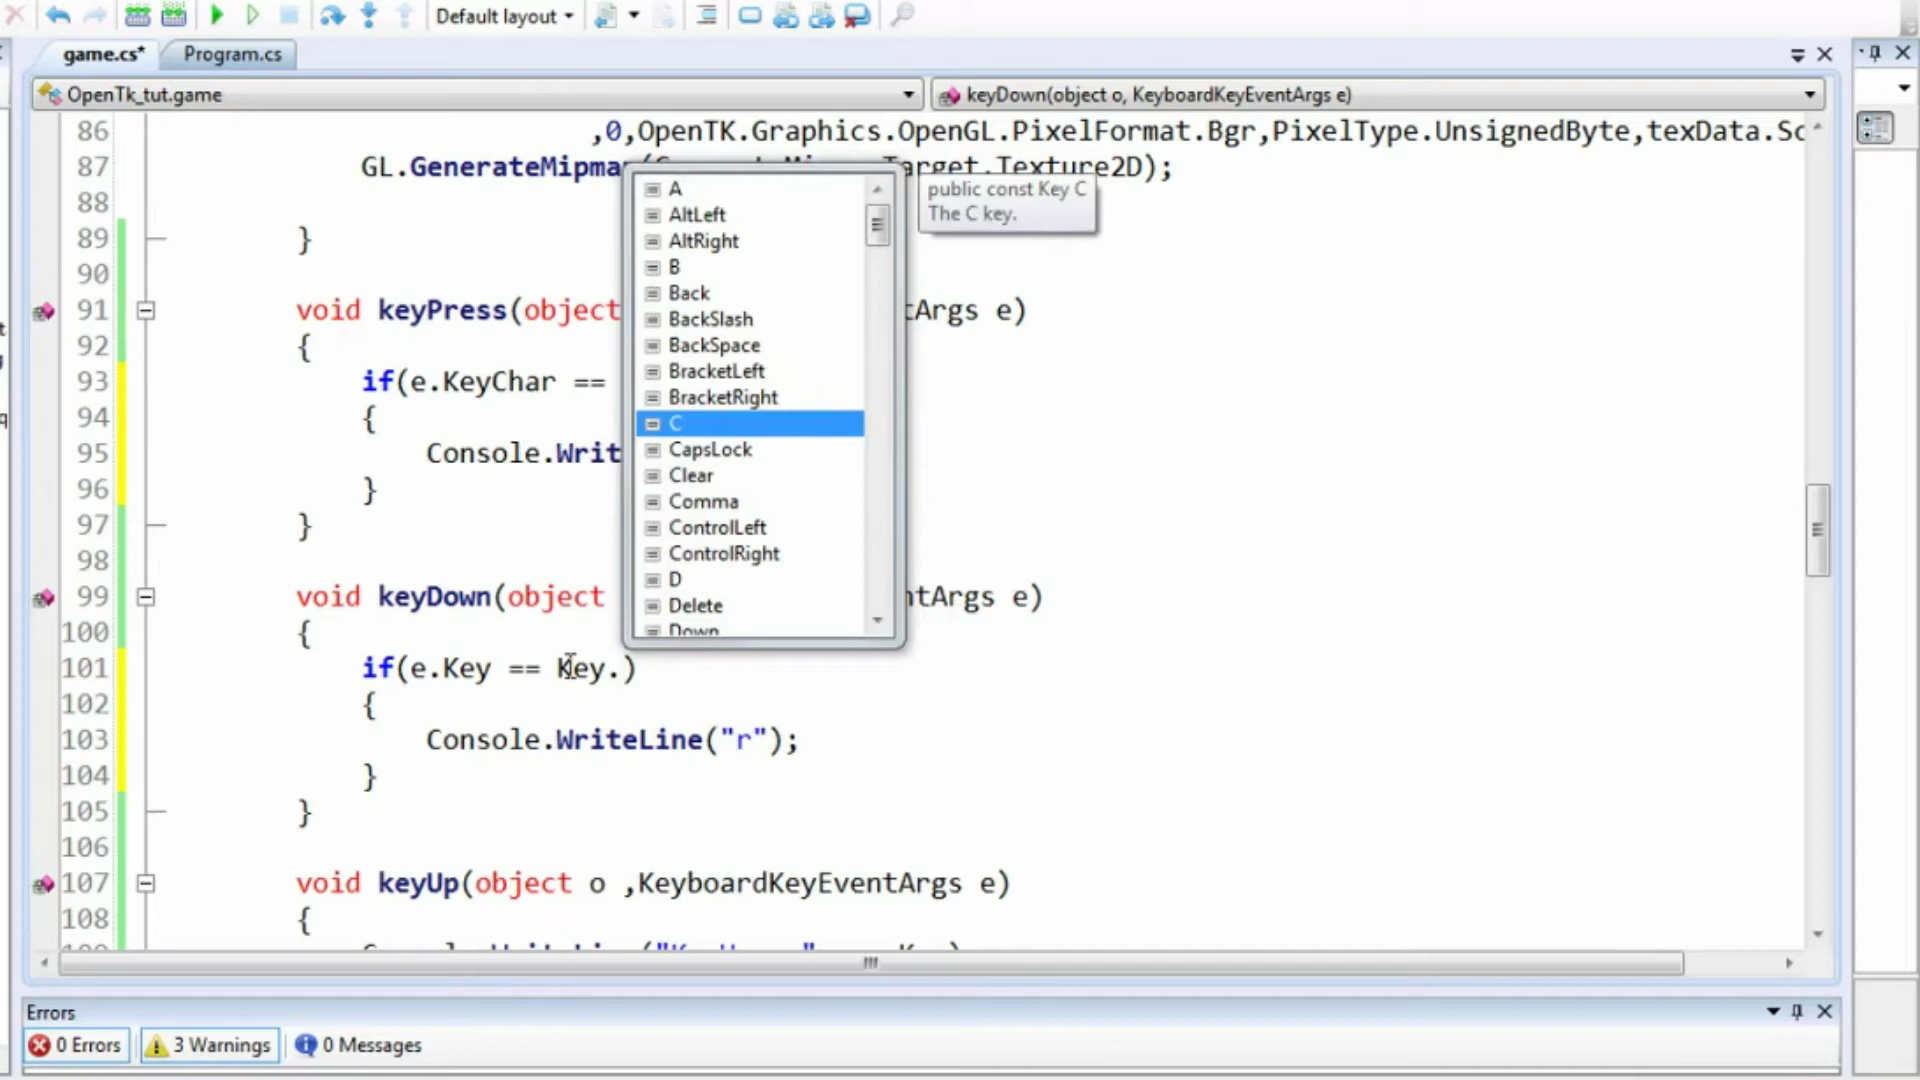 Default layout
game.cs*
Program.cs
OpenTk_tut.game
keyDown(object o, KeyboardKeyEventArgs e)
86 ,0,OpenTK.Graphics.OpenGL.PixelFormat.Bgr,PixelType.UnsignedByte,texData.Sc
87 GL.GenerateMipma Target.Texture2D);
88
89 }
90
91 void keyPress(object tArgs e)
92 {
93 if(e.KeyChar ==
94 {
95 Console.Writ
96 }
97 }
98
99 void keyDown(object ntArgs e)
100 {
101 if(e.Key == Key.)
102 {
103 Console.WriteLine("r");
104 }
105 }
106
107 void keyUp(object o ,KeyboardKeyEventArgs e)
108 {
A
AltLeft
AltRight
B
Back
BackSlash
BackSpace
BracketLeft
BracketRight
C
CapsLock
Clear
Comma
ControlLeft
ControlRight
D
Delete
Down
public const Key C
The C key.
Errors
0 Errors
3 Warnings
0 Messages